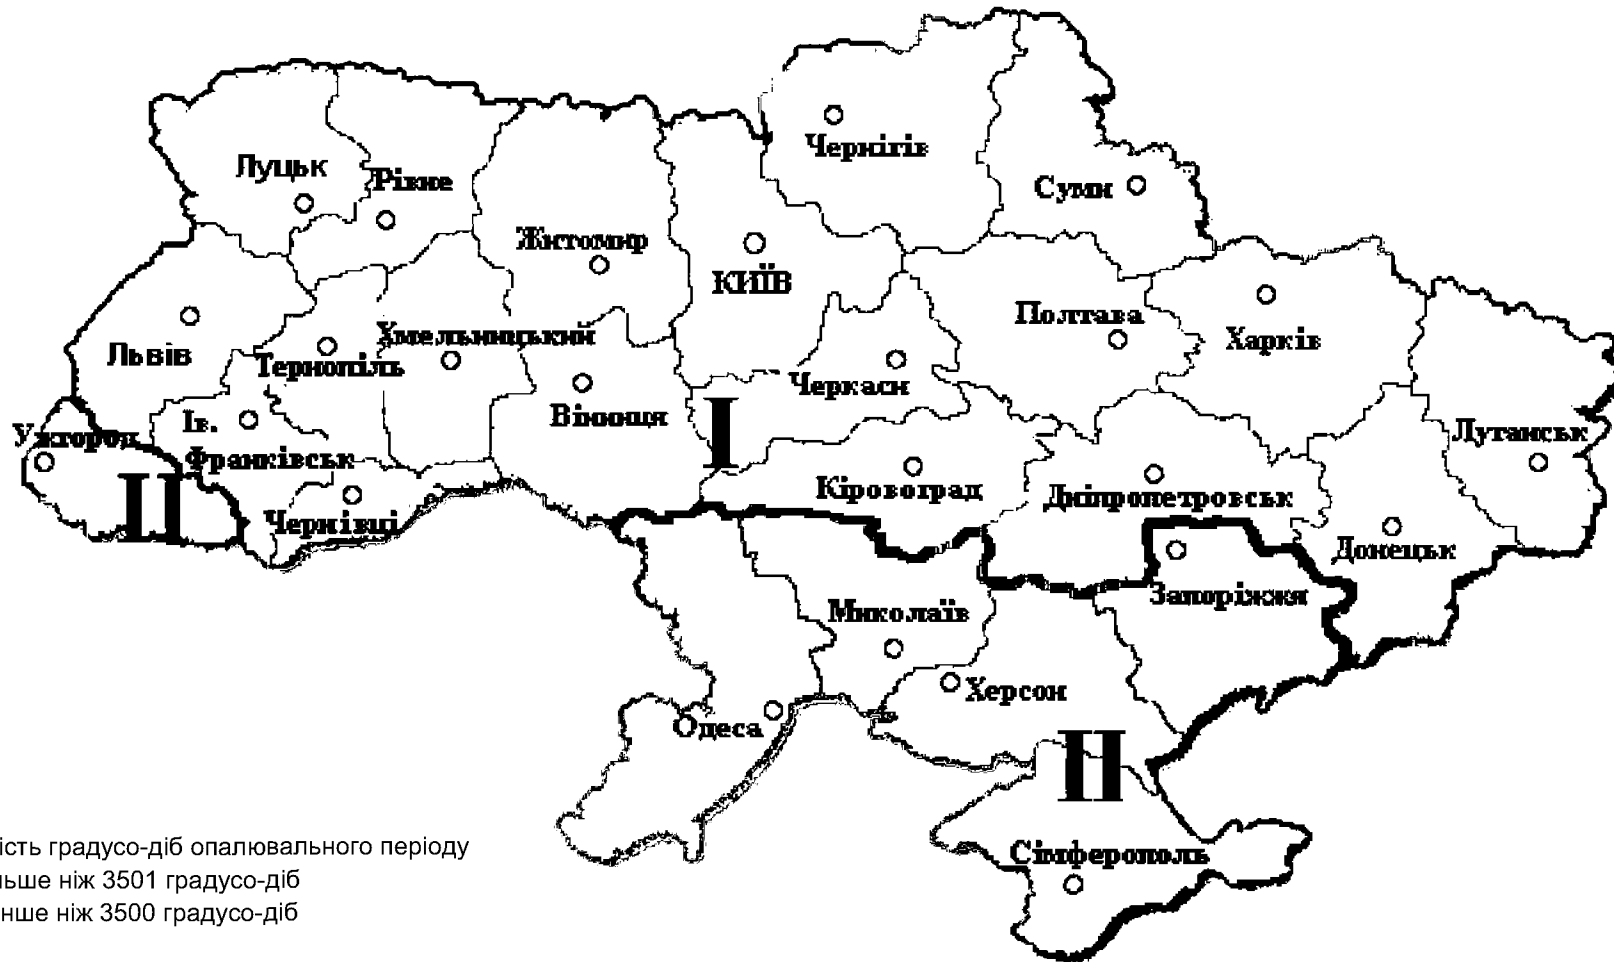 Чернігів
Луцьк
Рівне
Суми
Житомир
КИЇВ
Полтава
Харків
Хмельницький
Львів
Тернопіль
Черкаси
Вінниця
I
Ів.
Франківськ
Ужгород
II
Луганськ
Кіровоград
Дніпропетровськ
Чернівці
Донецьк
Запоріжжя
Миколаїв
Херсон
Одеса
II
Сімферополь
ість градусо-діб опалювального періоду
льше ніж 3501 градусо-діб
нше ніж 3500 градусо-діб